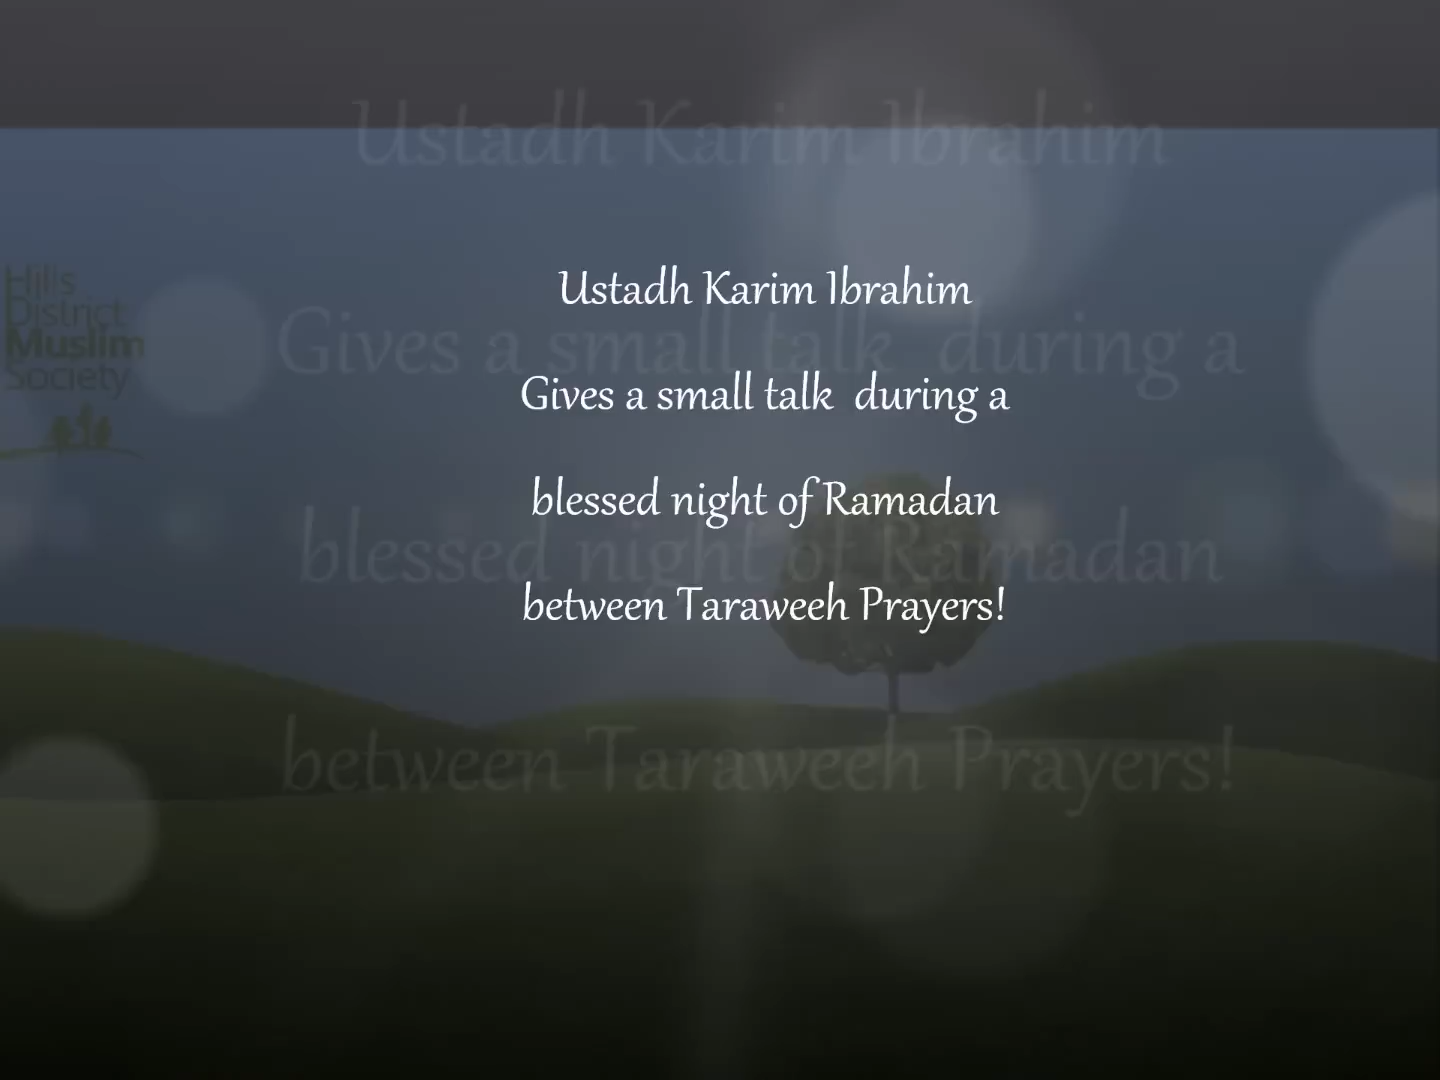 Ustadh Karim Ibrahim
Gives a small talk  during a
blessed night of Ramadan
between Taraweeh Prayers!
Hills
District
Muslim
Society